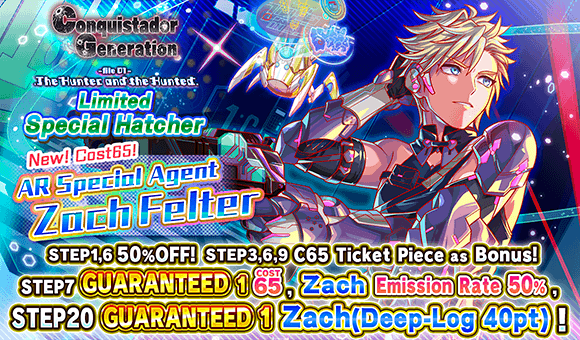 Conquistador
Generation
-file 01-
The Hunter and the Hunted
Limited
Special Hatcher
New! Cost65!
AR Special Agent
Zach Felter
STEP1,6 50%OFF! STEP3,6,9 C65 Ticket Piece as Bonus!
STEP7 GUARANTEED 1 COST 65, Zach Emission Rate 50%,
STEP20 GUARANTEED 1 Zach(Deep-Log 40pt)!